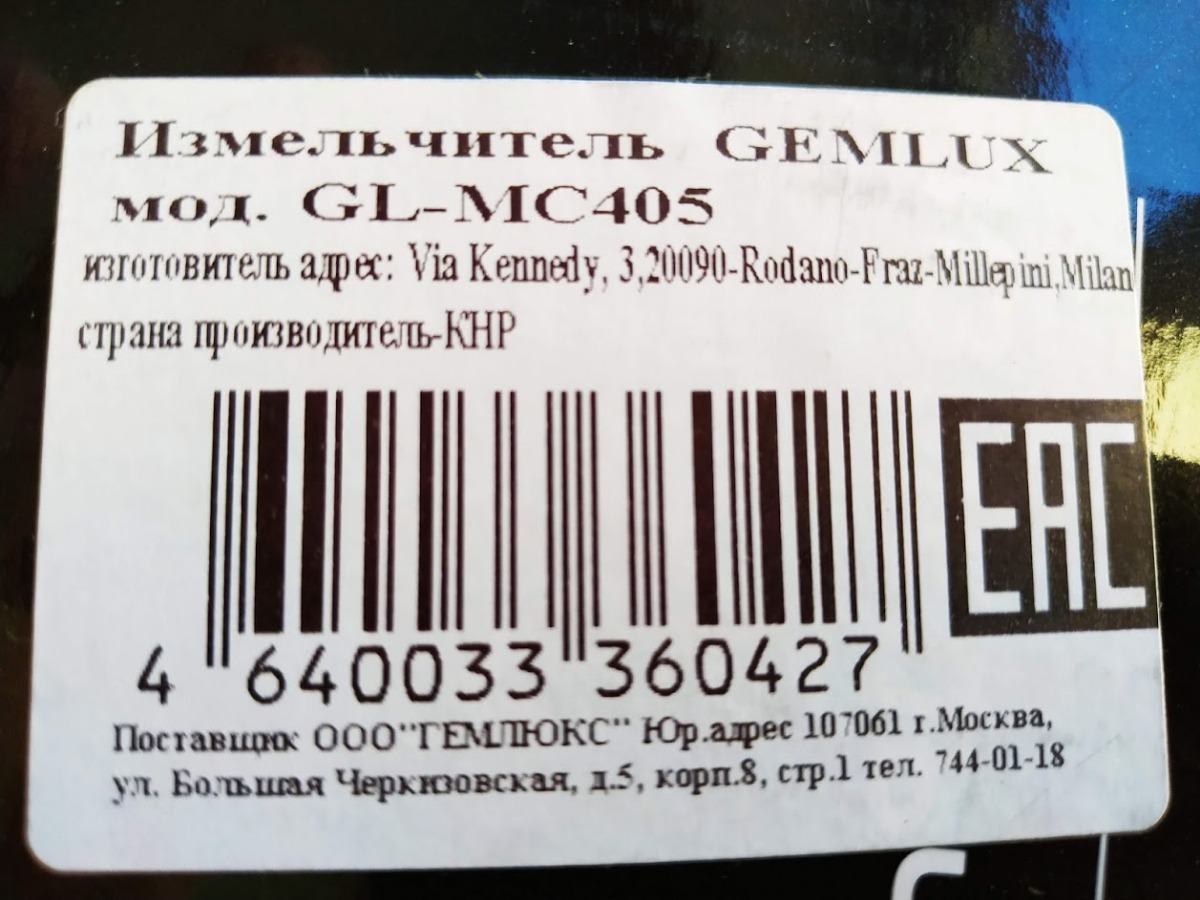 Измельчитель GEMLUX
мод. GL-MC405
изготовитель адрес: Via Kennedy, 3,20090-Rodano-Fraz-Millepini,Milan
страна производитель-КНР
EAC
4 640033 360427
Поставщик ООО"ГЕМЛЮКС" Юр.адрес 107061 г.Москва,
ул. Большая Черкизовская, д.5, корп.8, стр.1 тел. 744-01-18